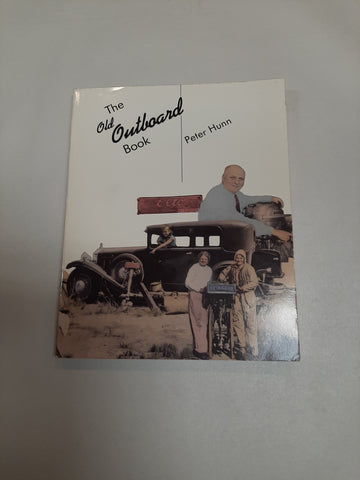 The
Old Outboard
Book
Peter Hunn